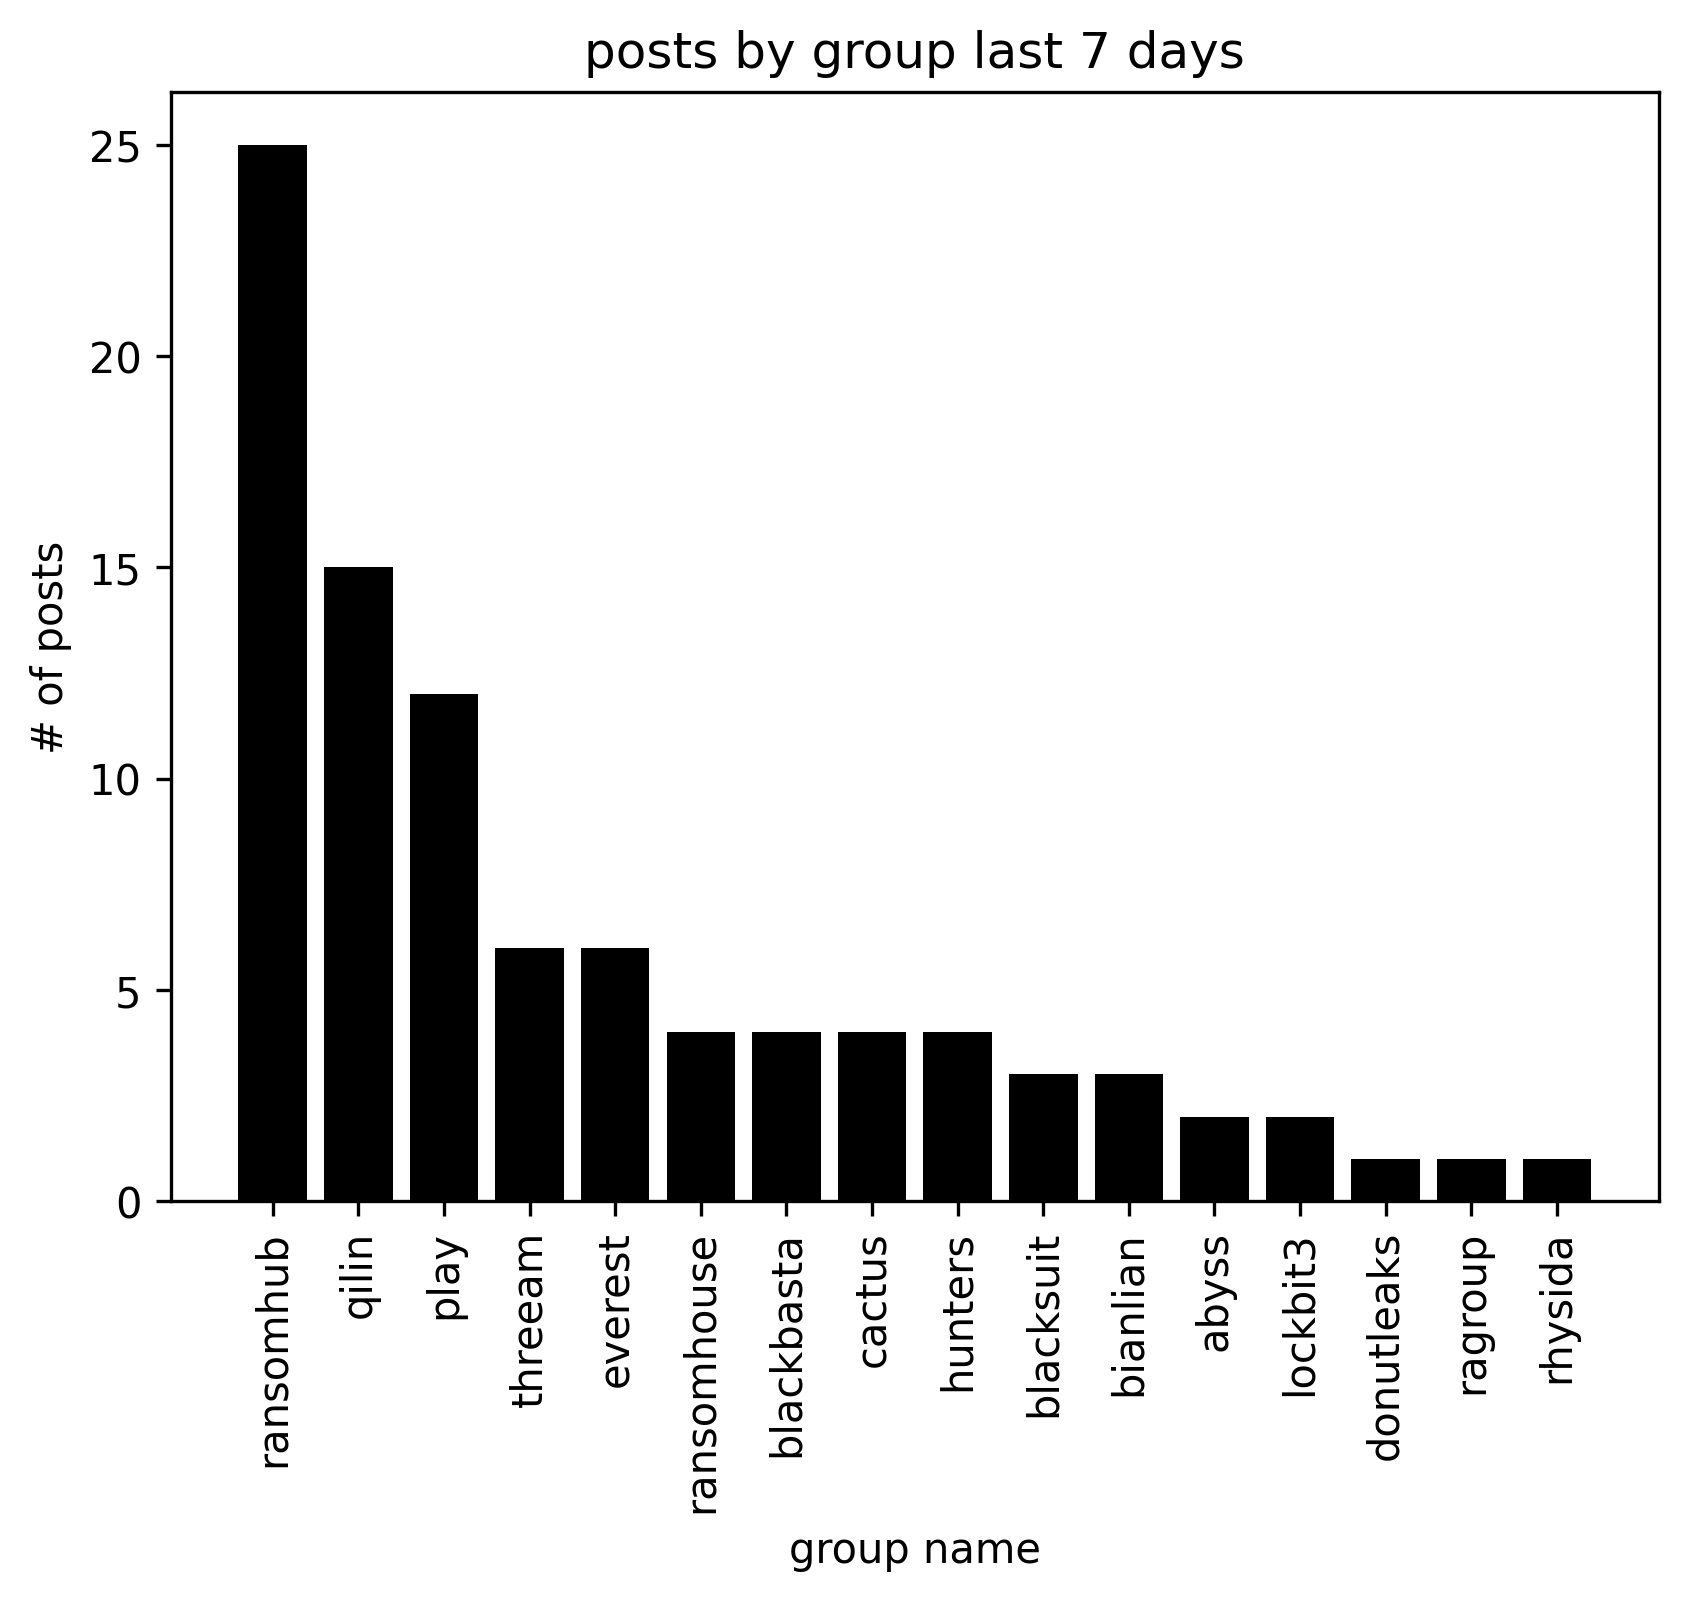 posts by group last 7 days
# of posts
25
20
15
10
5
0
ransomhub
qilin
play
threeam
everest
ransomhouse
blackbasta
cactus
hunters
blacksuit
bianlian
abyss
lockbit3
donutleaks
ragroup
rhysida
group name